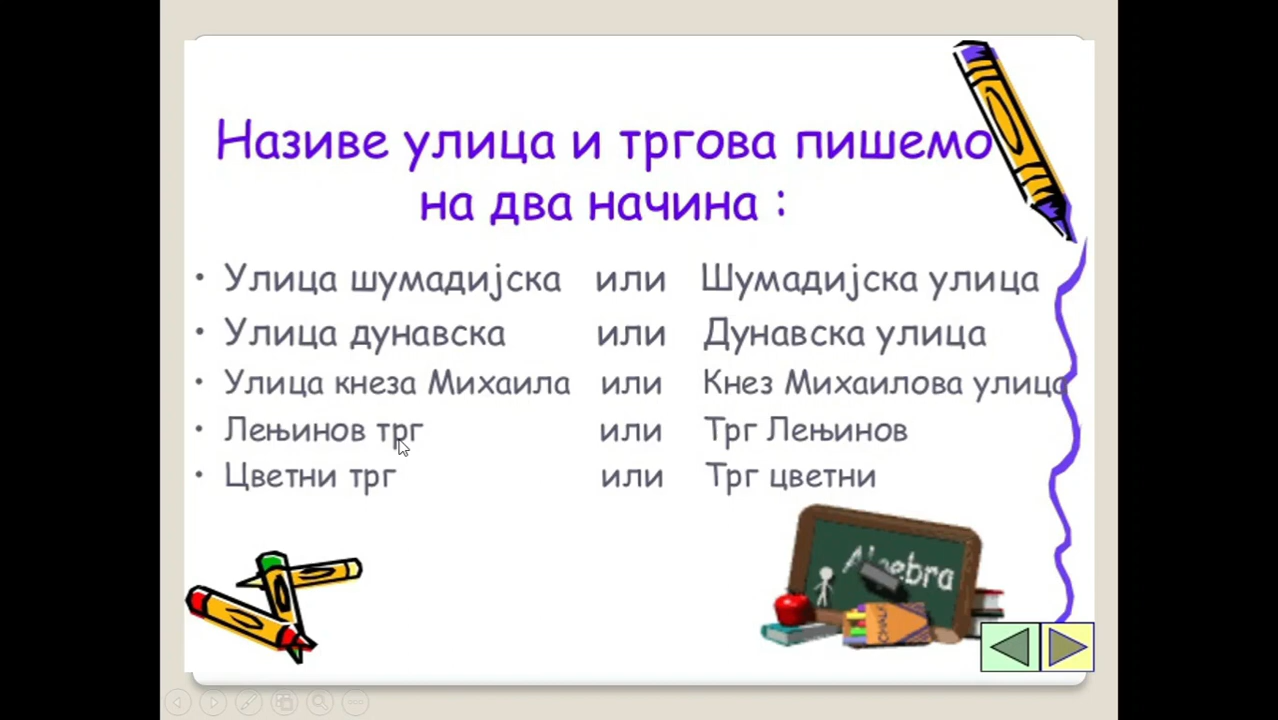 Називе улица и тргова пишемо
на два начина :
• Улица шумадијска или Шумадијска улица
• Улица дунавска или Дунавска улица
• Улица кнеза Михаила или Кнез Михаилова улица
• Лењинов трг или Трг Лењинов
• Цветни трг или Трг цветни
Algebra